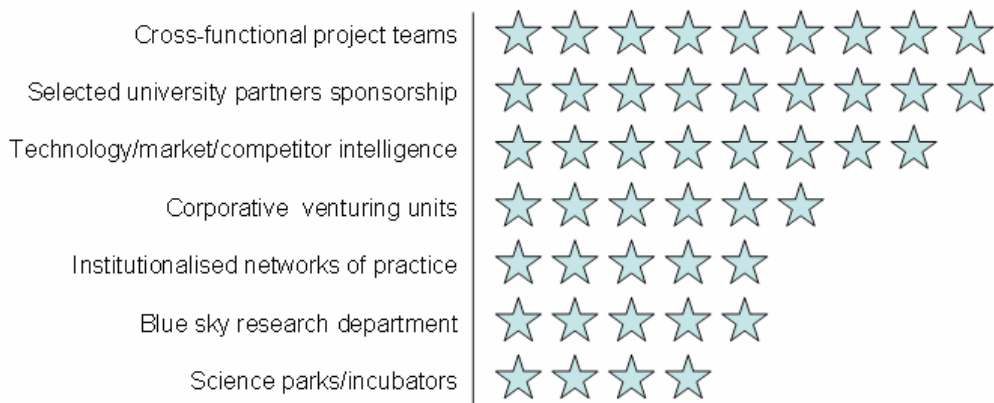 Cross-functional project teams
Selected university partners sponsorship
Technology/market/competitor intelligence
Corporative venturing units
Institutionalised networks of practice
Blue sky research department
Science parks/incubators